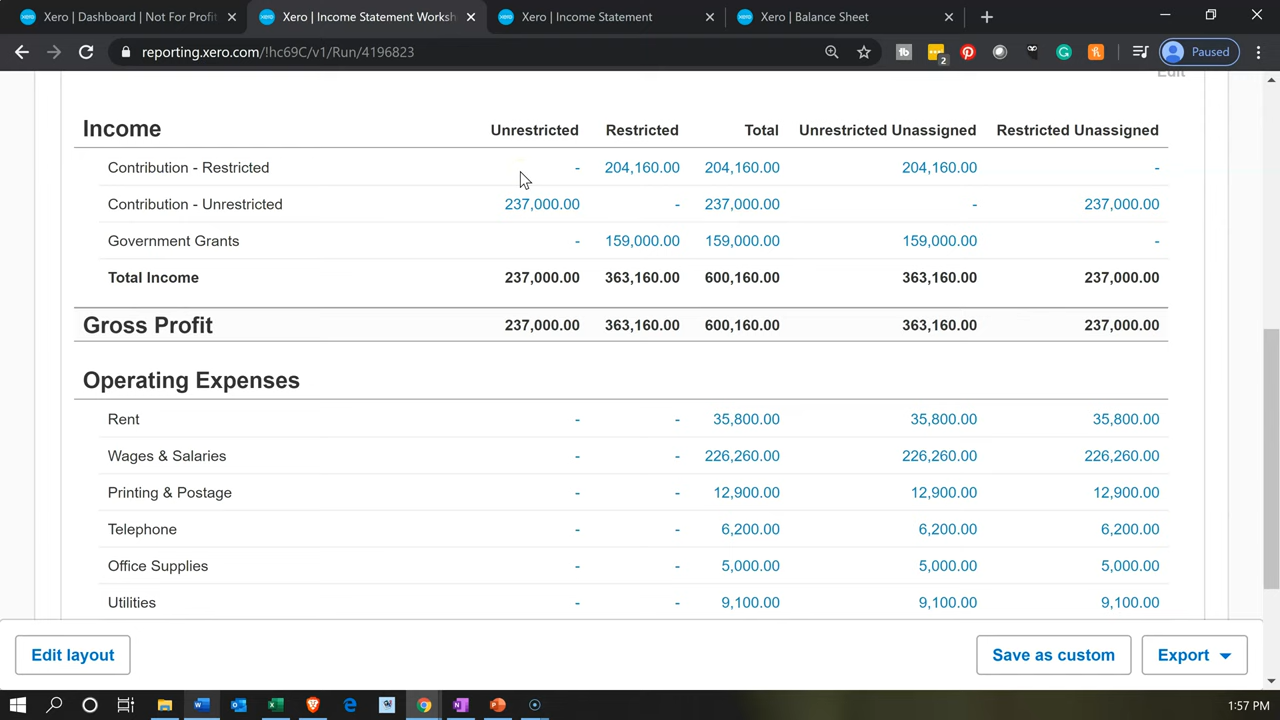 Xero | Dashboard | Not For Profit
Xero | Income Statement Worksh
Xero | Income Statement
Xero | Balance Sheet
reporting.xero.com/!hc69C/v1/Run/4196823
2
Paused
Edit
Income Unrestricted Restricted Total Unrestricted Unassigned Restricted Unassigned
Contribution - Restricted - 204,160.00 204,160.00 204,160.00 -
Contribution - Unrestricted 237,000.00 - 237,000.00 - 237,000.00
Government Grants - 159,000.00 159,000.00 159,000.00 -
Total Income 237,000.00 363,160.00 600,160.00 363,160.00 237,000.00
Gross Profit 237,000.00 363,160.00 600,160.00 363,160.00 237,000.00
Operating Expenses
Rent - - 35,800.00 35,800.00 35,800.00
Wages & Salaries - - 226,260.00 226,260.00 226,260.00
Printing & Postage - - 12,900.00 12,900.00 12,900.00
Telephone - - 6,200.00 6,200.00 6,200.00
Office Supplies - - 5,000.00 5,000.00 5,000.00
Utilities - - 9,100.00 9,100.00 9,100.00
Edit layout
Save as custom
Export
1:57 PM